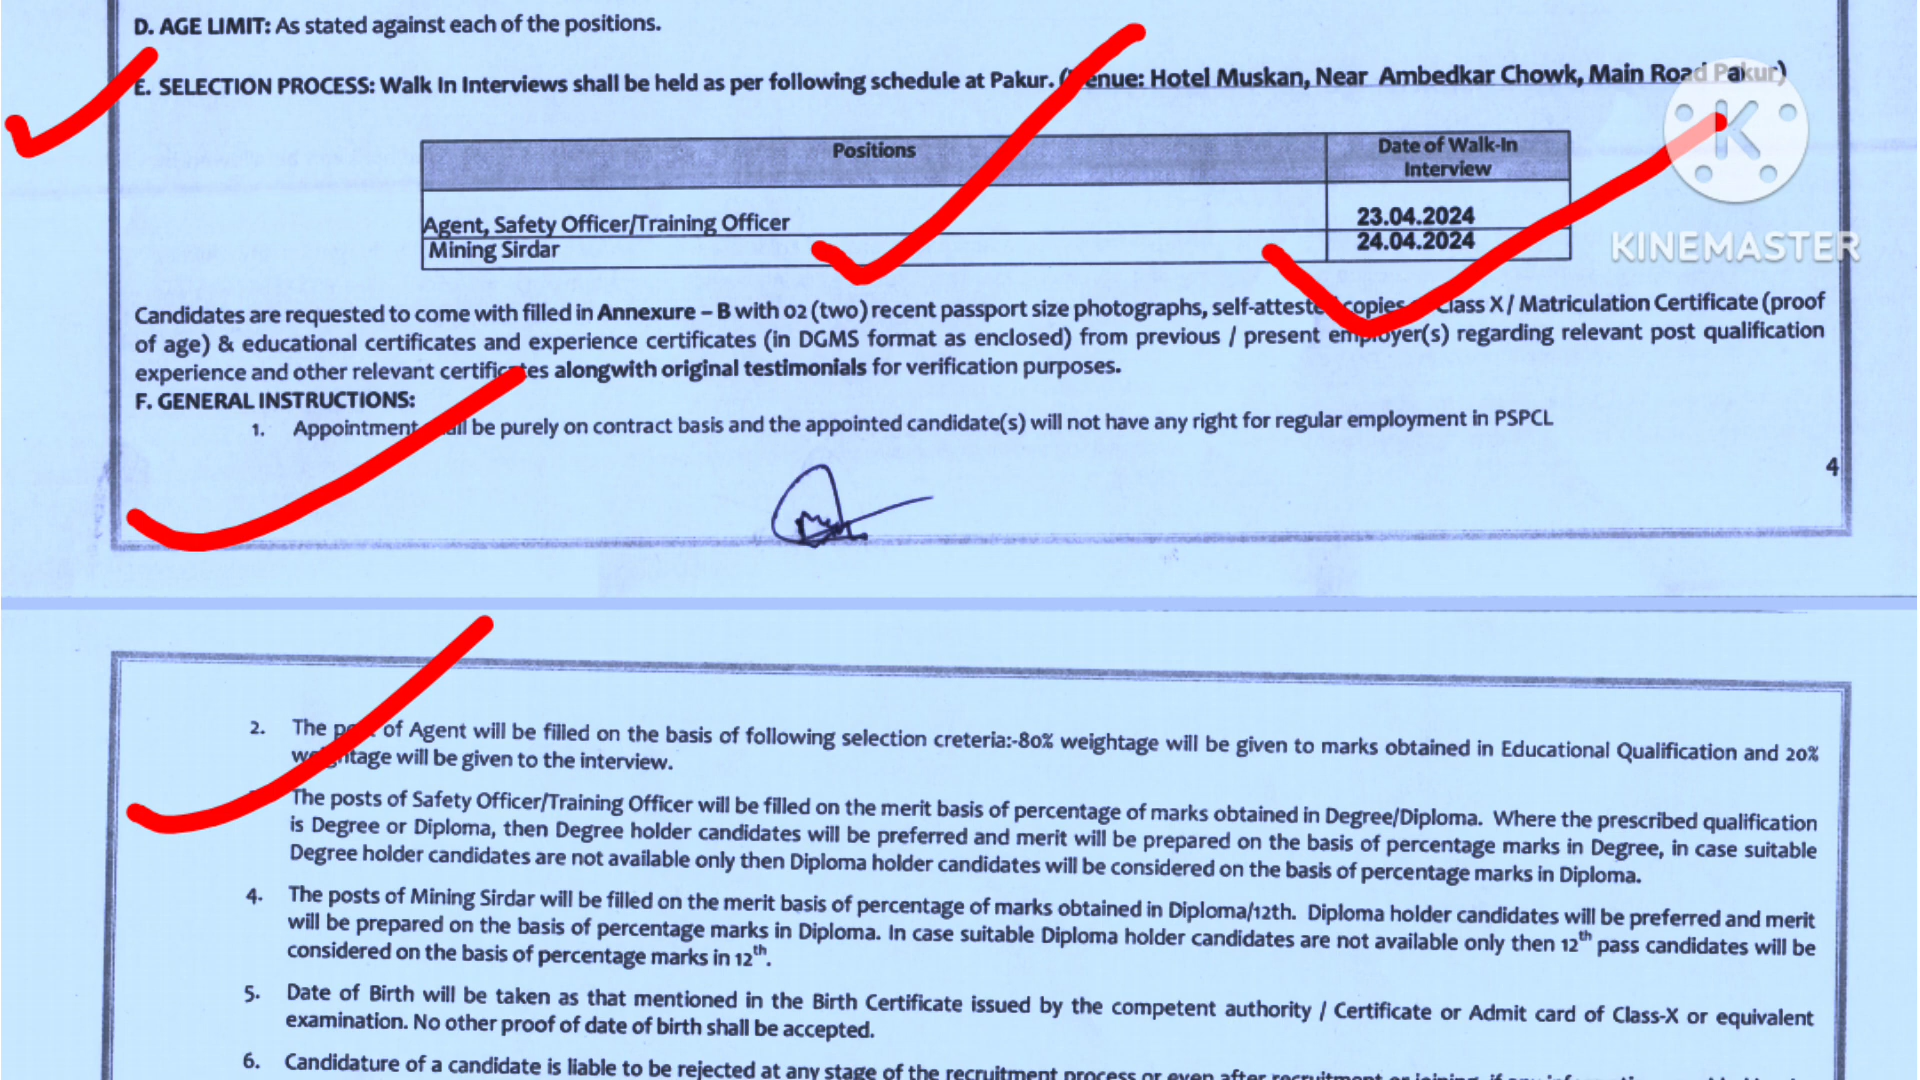 D. AGE LIMIT: As stated against each of the positions.
E. SELECTION PROCESS: Walk In Interviews shall be held as per following schedule at Pakur. (Venue: Hotel Muskan, Near Ambedkar Chowk, Main Road Pakur)
Positions
Date of Walk-In
Interview
Agent, Safety Officer/Training Officer
23.04.2024
Mining Sirdar
24.04.2024
KINEMASTER
Candidates are requested to come with filled in Annexure – B with 02 (two) recent passport size photographs, self-attested copies Class X / Matriculation Certificate (proof
of age) & educational certificates and experience certificates (in DGMS format as enclosed) from previous / present employer(s) regarding relevant post qualification
experience and other relevant certificates alongwith original testimonials for verification purposes.
F. GENERAL INSTRUCTIONS:
1. Appointment shall be purely on contract basis and the appointed candidate(s) will not have any right for regular employment in PSPCL
4
2. The post of Agent will be filled on the basis of following selection creteria:-80% weightage will be given to marks obtained in Educational Qualification and 20%
weightage will be given to the interview.
The posts of Safety Officer/Training Officer will be filled on the merit basis of percentage of marks obtained in Degree/Diploma. Where the prescribed qualification
is Degree or Diploma, then Degree holder candidates will be preferred and merit will be prepared on the basis of percentage marks in Degree, in case suitable
Degree holder candidates are not available only then Diploma holder candidates will be considered on the basis of percentage marks in Diploma.
4. The posts of Mining Sirdar will be filled on the merit basis of percentage of marks obtained in Diploma/12th. Diploma holder candidates will be preferred and merit
will be prepared on the basis of percentage marks in Diploma. In case suitable Diploma holder candidates are not available only then 12th pass candidates will be
considered on the basis of percentage marks in 12th.
5. Date of Birth will be taken as that mentioned in the Birth Certificate issued by the competent authority / Certificate or Admit card of Class-X or equivalent
examination. No other proof of date of birth shall be accepted.
6. Candidature of a candidate is liable to be rejected at any stage of the recruitment process or even after recruitment or joining, if any